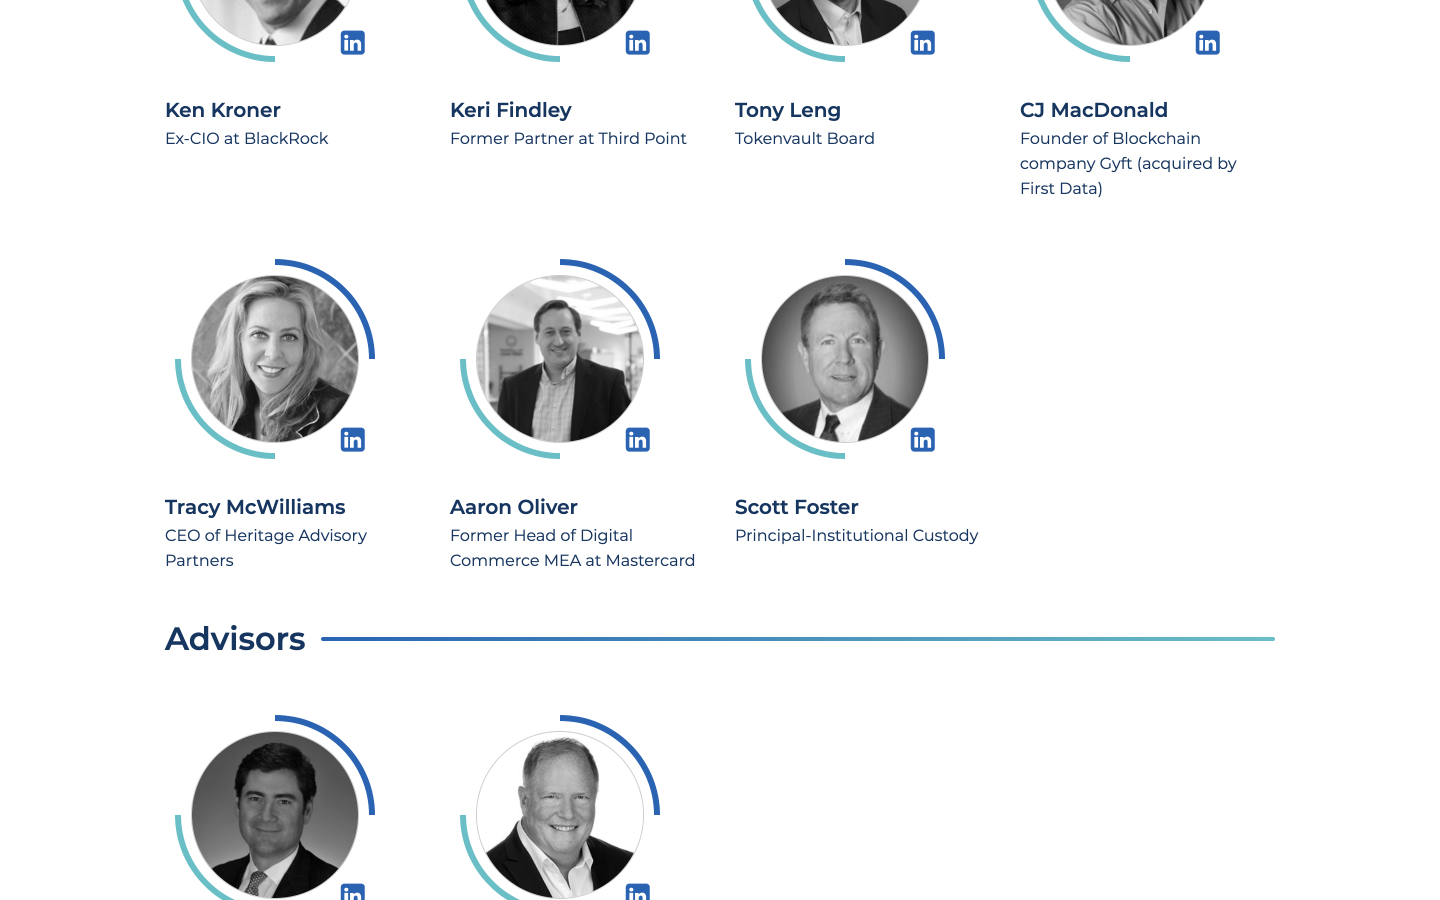 Ken Kroner
Ex-CIO at BlackRock
Keri Findley
Former Partner at Third Point
Tony Leng
Tokenvault Board
CJ MacDonald
Founder of Blockchain
company Gyft (acquired by
First Data)
Tracy McWilliams
CEO of Heritage Advisory
Partners
Aaron Oliver
Former Head of Digital
Commerce MEA at Mastercard
Scott Foster
Principal-Institutional Custody
Advisors